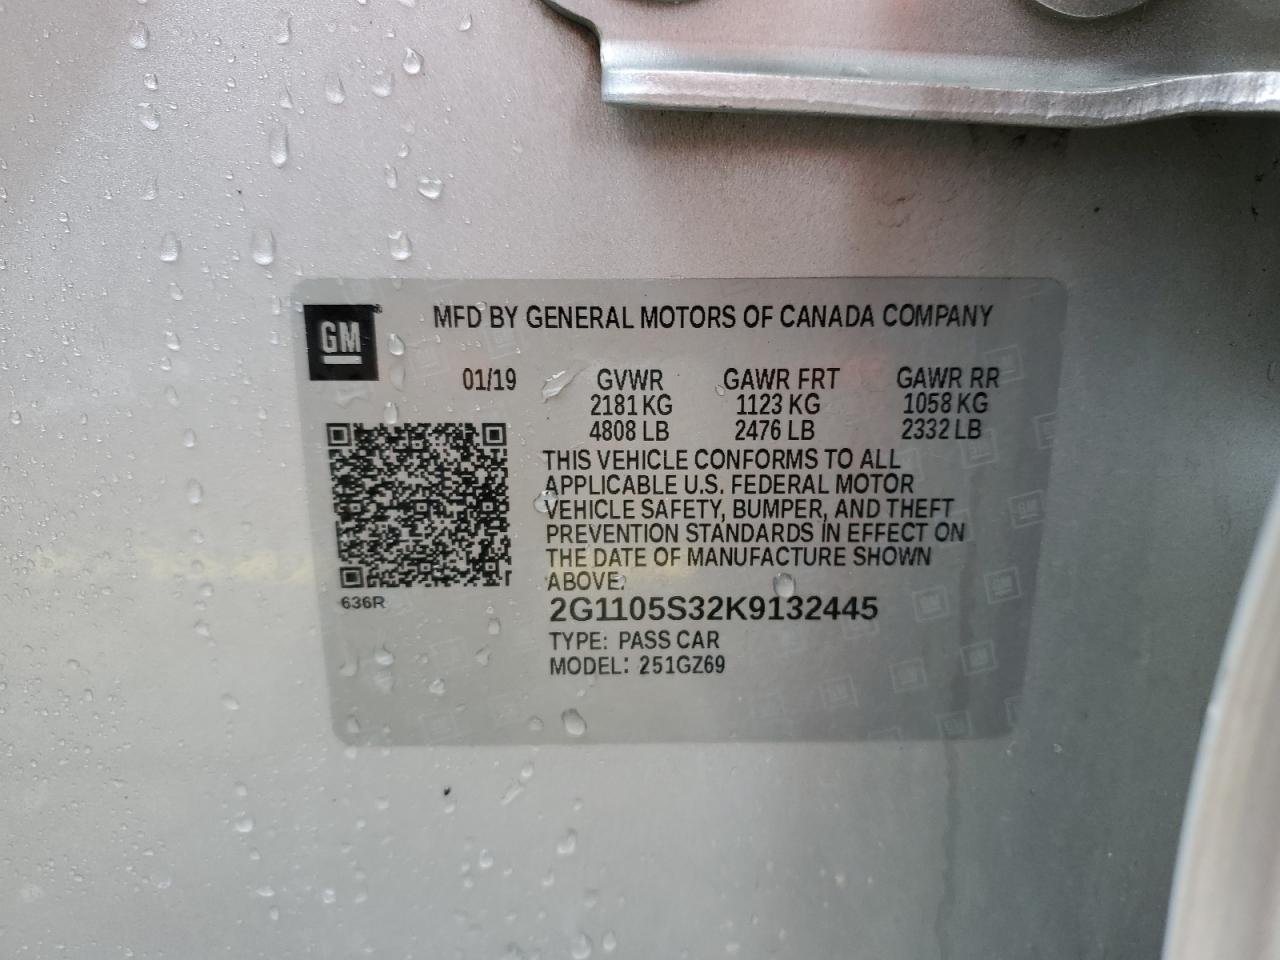 GM
MFD BY GENERAL MOTORS OF CANADA COMPANY
01/19 GVWR GAWR FRT GAWR RR
2181 KG 1123 KG 1058 KG
4808 LB 2476 LB 2332 LB
THIS VEHICLE CONFORMS TO ALL
APPLICABLE U.S. FEDERAL MOTOR
VEHICLE SAFETY, BUMPER, AND THEFT
PREVENTION STANDARDS IN EFFECT ON
THE DATE OF MANUFACTURE SHOWN
ABOVE.
636R
2G1105S32K9132445
TYPE: PASS CAR
MODEL: 251GZ69